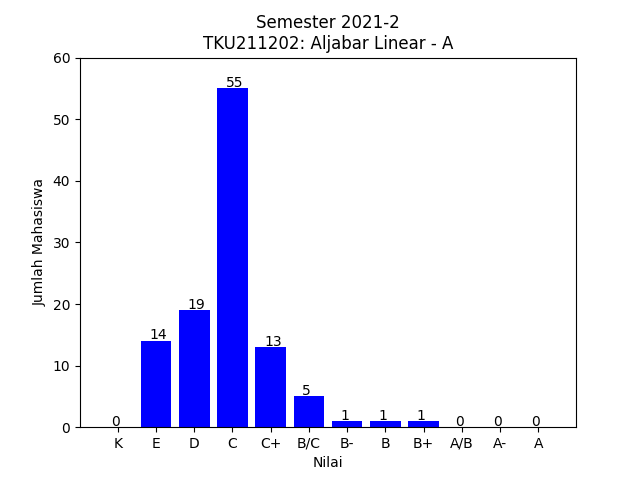 Semester 2021-2
TKU211202: Aljabar Linear - A
60
50
40
30
20
10
0
Jumlah Mahasiswa
0 14 19 55 13 5 1 1 1 0 0 0
K E D C C+ B/C B- B B+ A/B A- A
Nilai